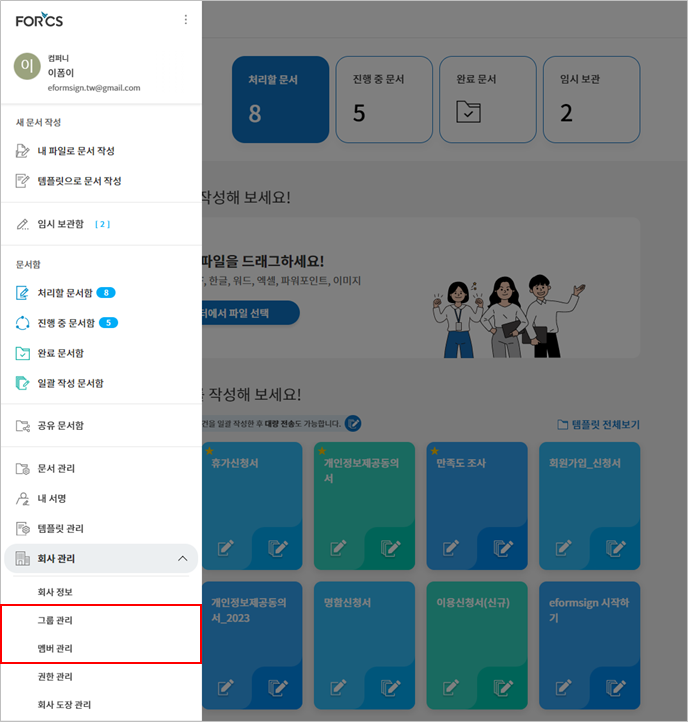 FORCS
이
컴퍼니
이폼이
eformsign.tw@gmail.com
새 문서 작성
내 파일로 문서 작성
템플릿으로 문서 작성
임시 보관함 [ 2 ]
문서함
처리할 문서함 8
진행 중 문서함 5
완료 문서함
일괄 작성 문서함
공유 문서함
문서 관리
내 서명
템플릿 관리
회사 관리
회사 정보
그룹 관리
멤버 관리
권한 관리
회사 도장 관리
처리할 문서
8
진행 중 문서
5
완료 문서
임시 보관
2
작성해 보세요!
파일을 드래그하세요!
, 한글, 워드, 엑셀, 파워포인트, 이미지
터에서 파일 선택
작성해 보세요!
건을 일괄 작성한 후 대량 전송도 가능합니다.
템플릿 전체보기
휴가신청서
개인정보제공동의
서
만족도 조사
회원가입_신청서
개인정보제공동의
서_2023
명함신청서
이용신청서(신규)
eformsign 시작하
기